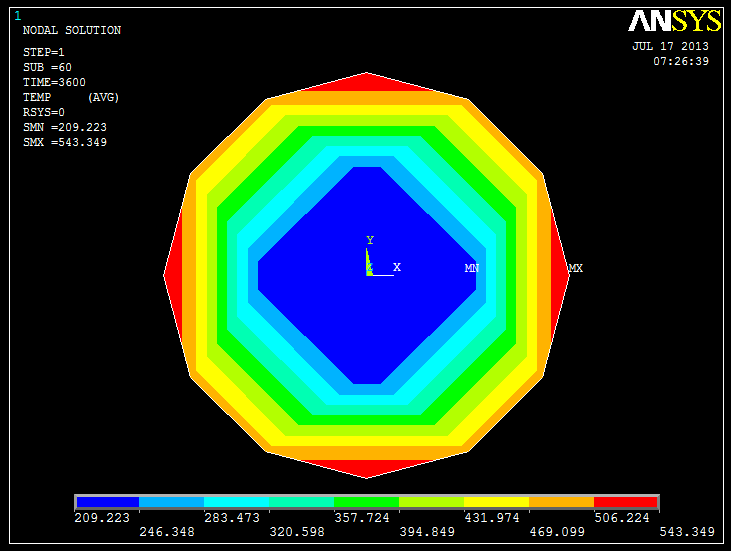 1
NODAL SOLUTION
STEP=1
SUB =60
TIME=3600
TEMP (AVG)
RSYS=0
SMN =209.223
SMX =543.349
ANSYS
JUL 17 2013
07:26:39
Y
X
MN
MX
209.223 283.473 357.724 431.974 506.224
246.348 320.598 394.849 469.099 543.349